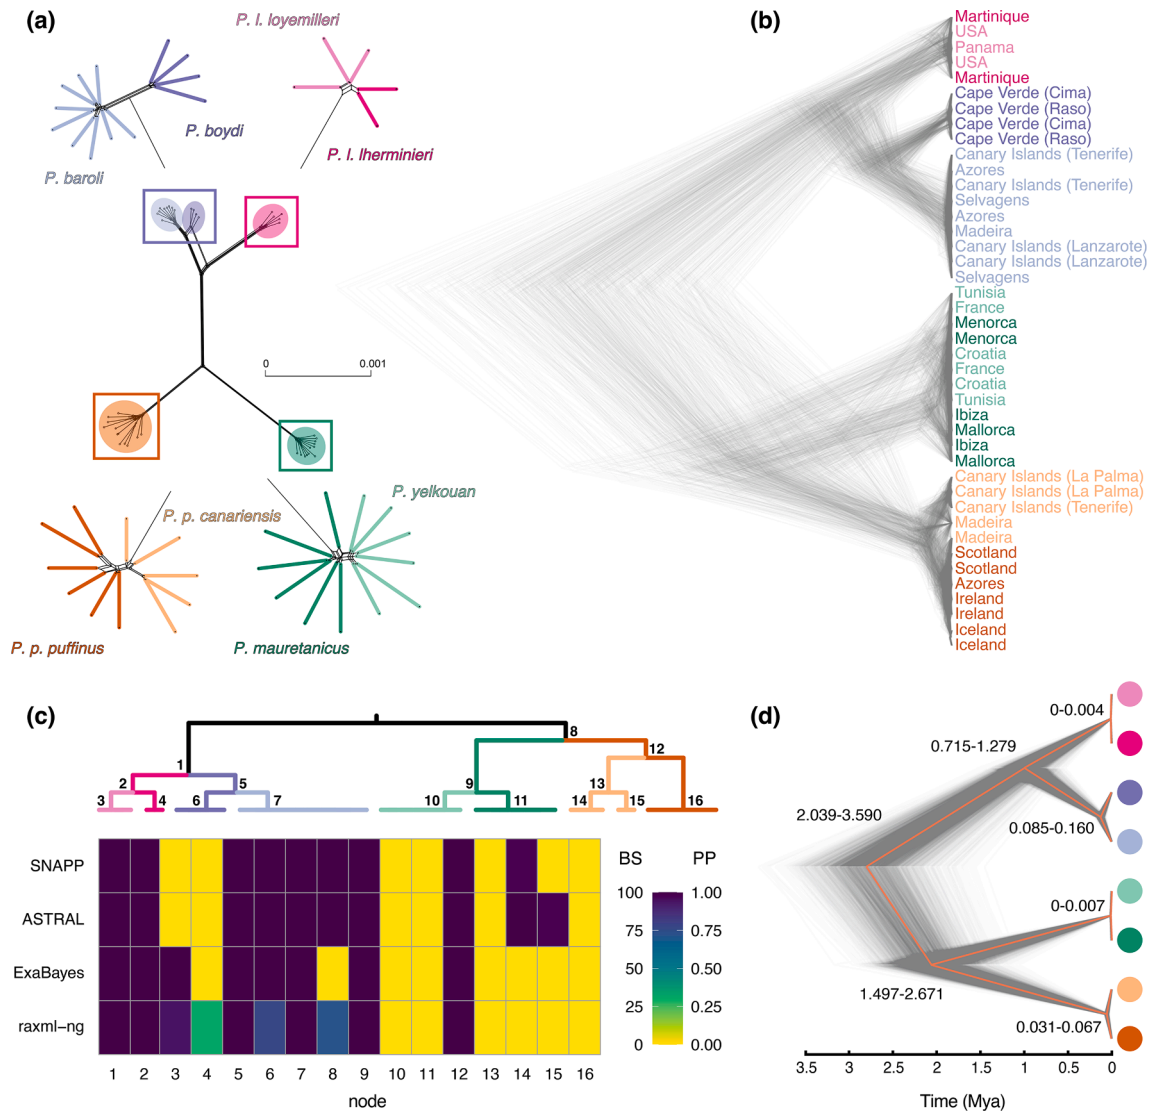 (a)
P. l. loyemilleri
P. boydi
P. l. lherminieri
P. baroli
0
0.001
P. yelkouan
P. p. canariensis
P. p. puffinus
P. mauretanicus
(b)
Martinique
USA
Panama
USA
Martinique
Cape Verde (Cima)
Cape Verde (Raso)
Cape Verde (Cima)
Cape Verde (Raso)
Canary Islands (Tenerife)
Azores
Canary Islands (Tenerife)
Selvagens
Azores
Madeira
Canary Islands (Lanzarote)
Canary Islands (Lanzarote)
Selvagens
Tunisia
France
Menorca
Menorca
Croatia
France
Croatia
Tunisia
Ibiza
Mallorca
Ibiza
Mallorca
Canary Islands (La Palma)
Canary Islands (La Palma)
Canary Islands (Tenerife)
Madeira
Madeira
Scotland
Scotland
Azores
Ireland
Ireland
Iceland
Iceland
(c)
8
12
1
2
5
9
13
3
4
6
7
10
11
14
15
16
SNAPP
ASTRAL
ExaBayes
raxml-ng
1 2 3 4 5 6 7 8 9 10 11 12 13 14 15 16
node
BS
PP
100
1.00
75
0.75
50
0.50
25
0.25
0
0.00
(d)
0-0.004
0.715-1.279
2.039-3.590
0.085-0.160
0-0.007
1.497-2.671
0.031-0.067
3.5 3 2.5 2 1.5 1 0.5 0
Time (Mya)